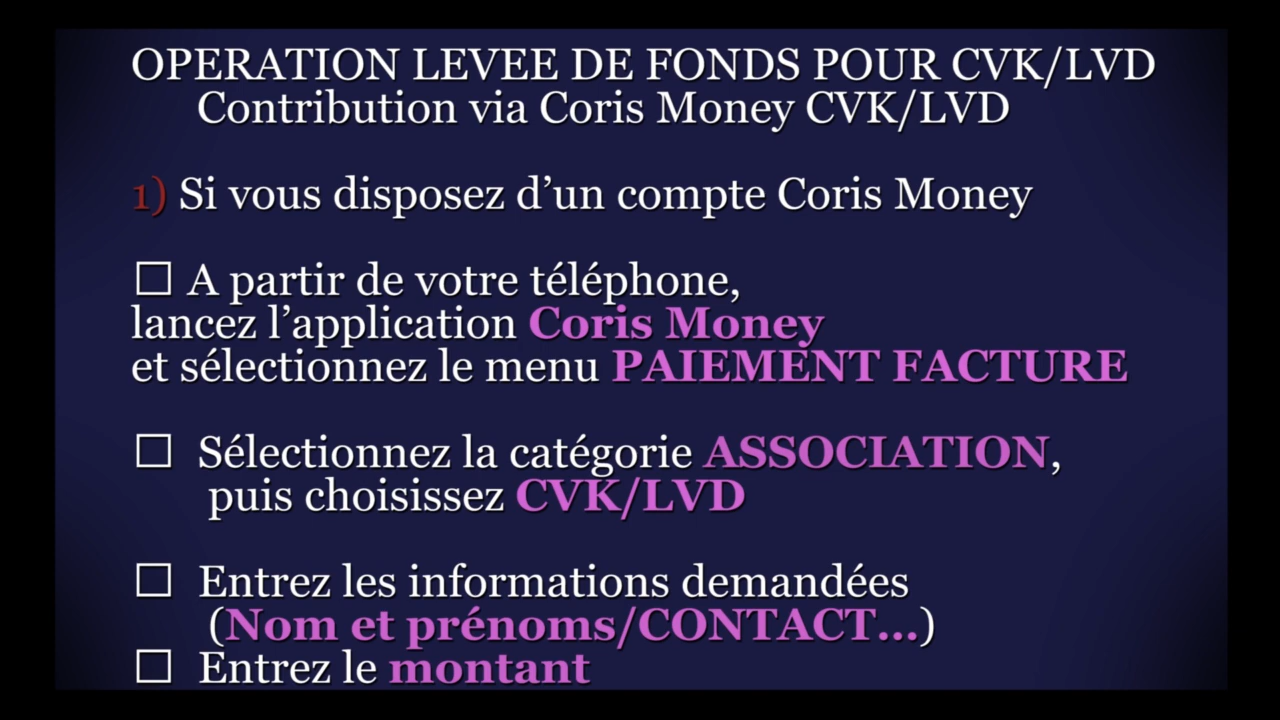 OPERATION LEVEE DE FONDS POUR CVK/LVD
Contribution via Coris Money CVK/LVD
1) Si vous disposez d’un compte Coris Money
☐ A partir de votre téléphone,
lancez l’application Coris Money
et sélectionnez le menu PAIEMENT FACTURE
☐ Sélectionnez la catégorie ASSOCIATION,
puis choisissez CVK/LVD
☐ Entrez les informations demandées
(Nom et prénoms/CONTACT...)
☐ Entrez le montant